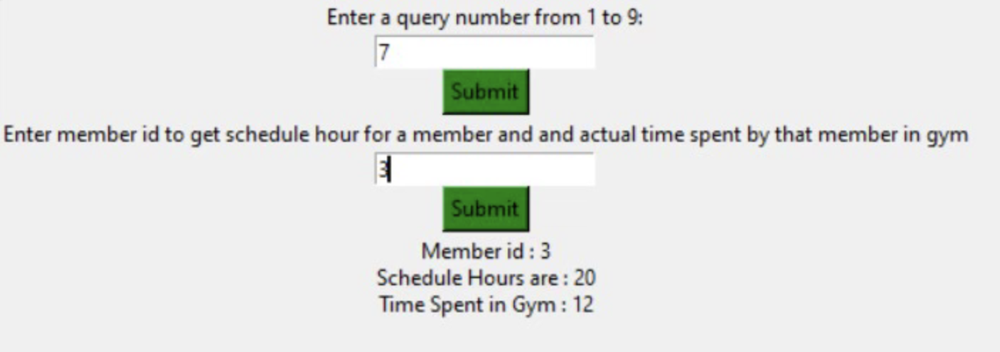 Enter a query number from 1 to 9:
7
Submit
Enter member id to get schedule hour for a member and and actual time spent by that member in gym
3
Submit
Member id : 3
Schedule Hours are : 20
Time Spent in Gym : 12